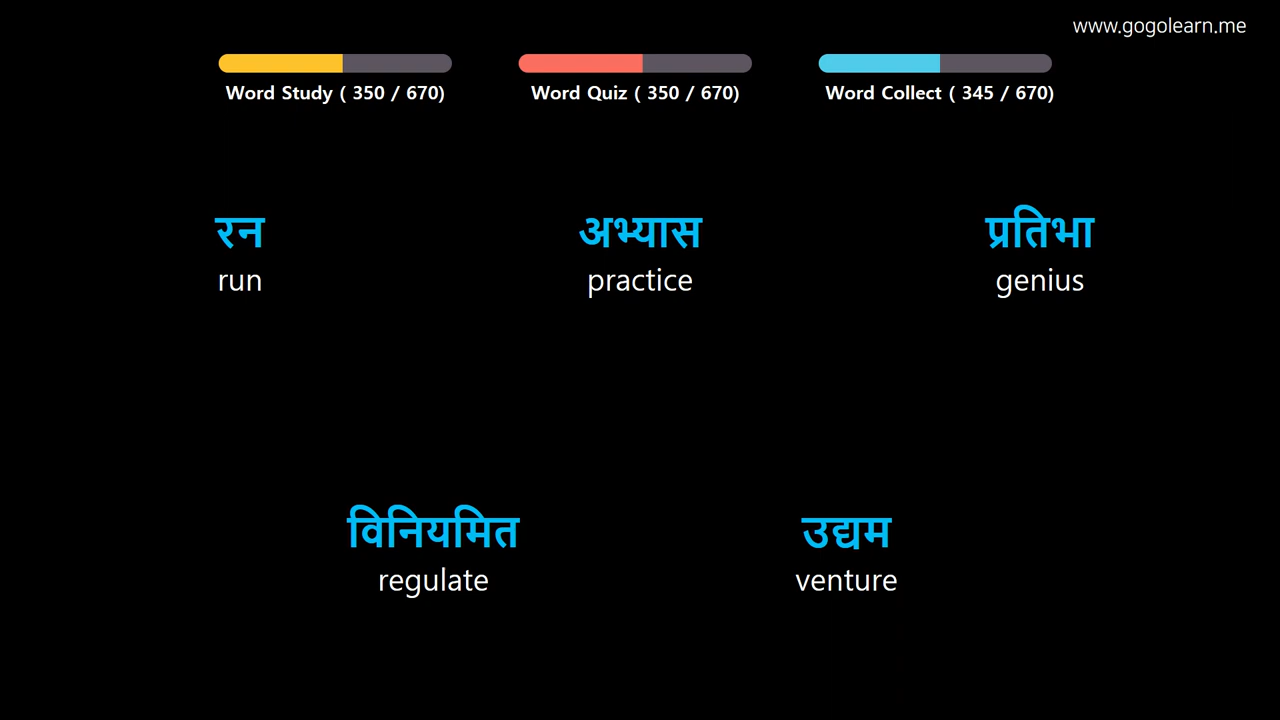 www.gogolearn.me
Word Study ( 350 / 670)
Word Quiz ( 350 / 670)
Word Collect ( 345 / 670)
रन
run
अभ्यास
practice
प्रतिभा
genius
विनियमित
regulate
उद्यम
venture